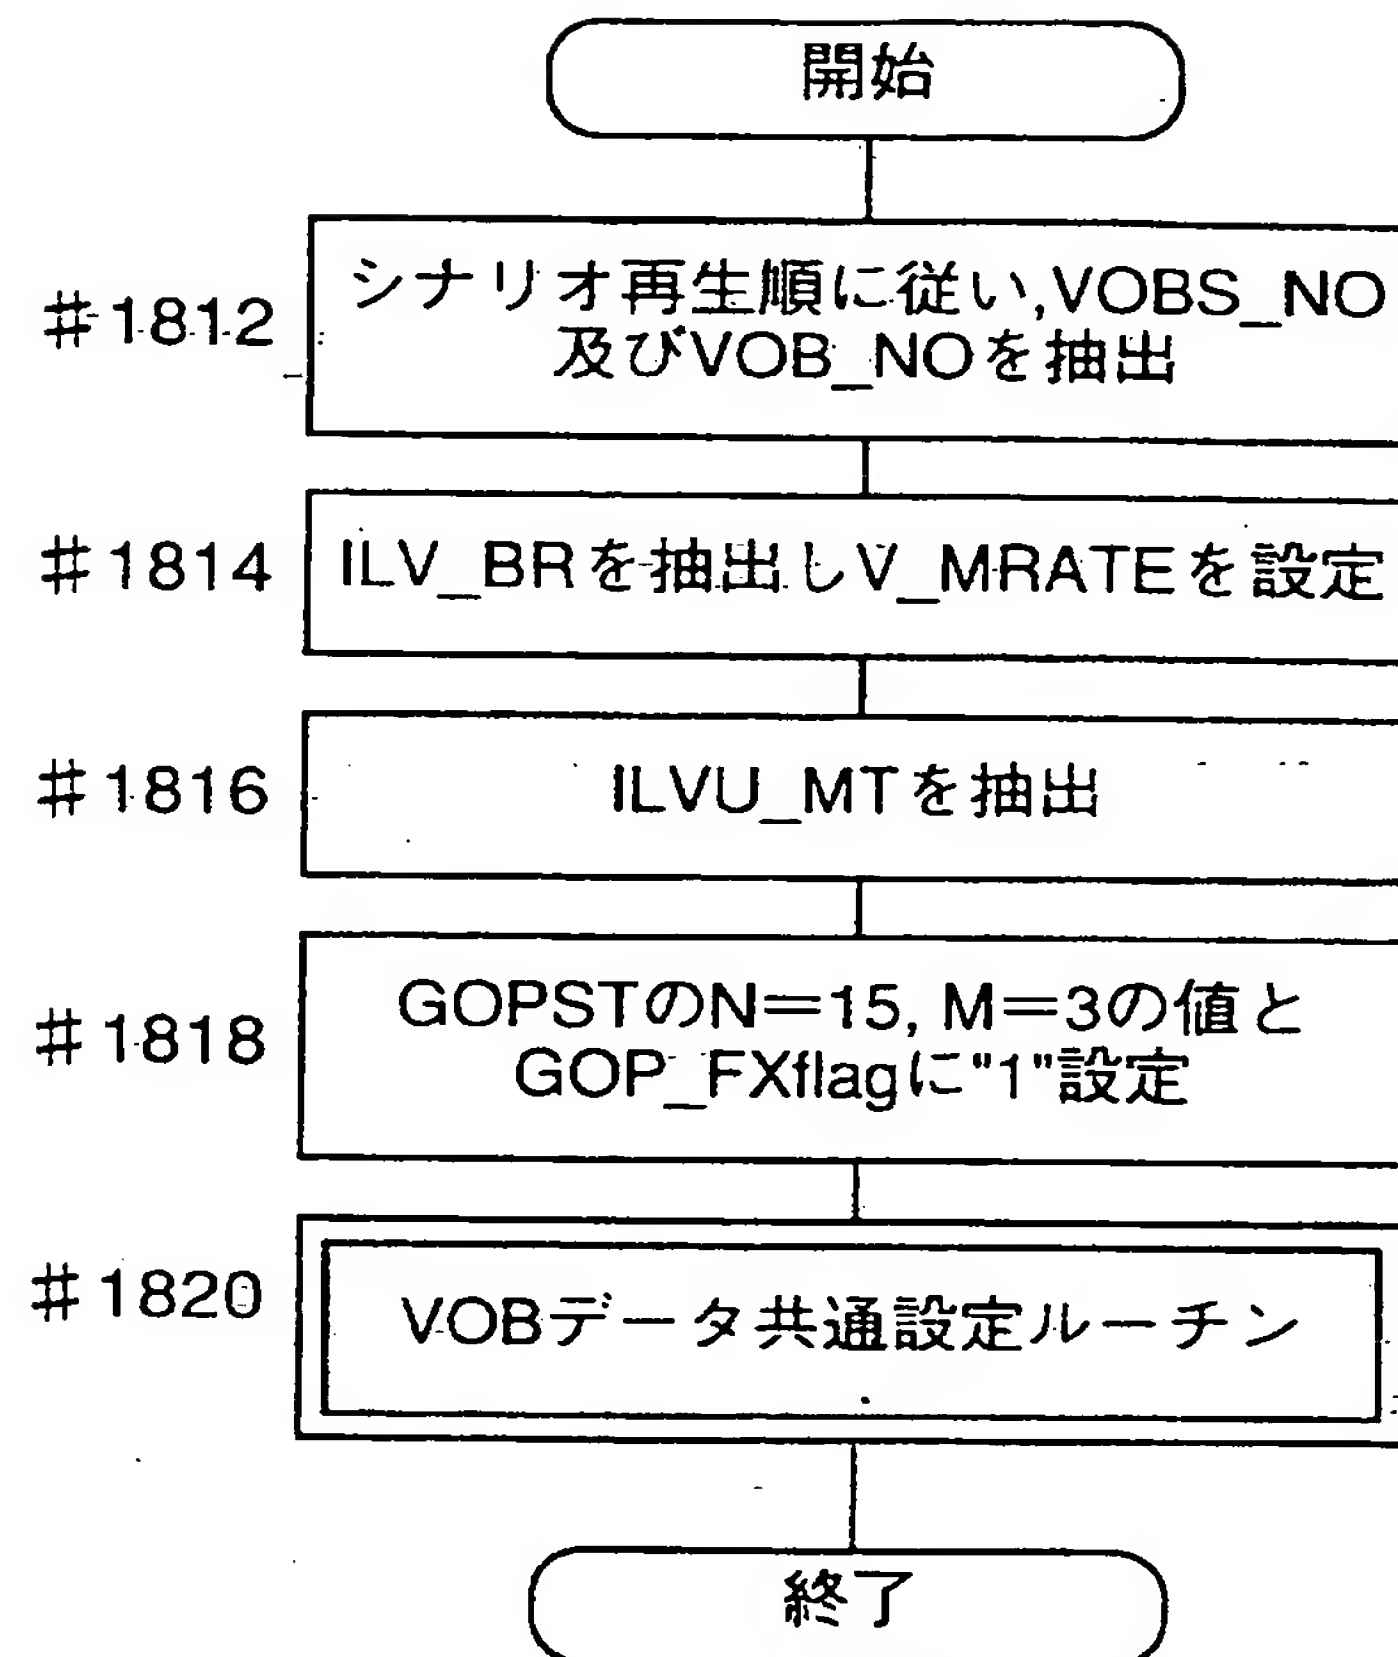 開始
#1812
シナリオ再生順に従い,VOBS_NO
及びVOB_NOを抽出
#1814
ILV_BRを抽出しV_MRATEを設定
#1816
ILVU_MTを抽出
#1818
GOPSTのN=15, M=3の値と
GOP_FXflagに"1"設定
#1820
VOBデータ共通設定ルーチン
終了